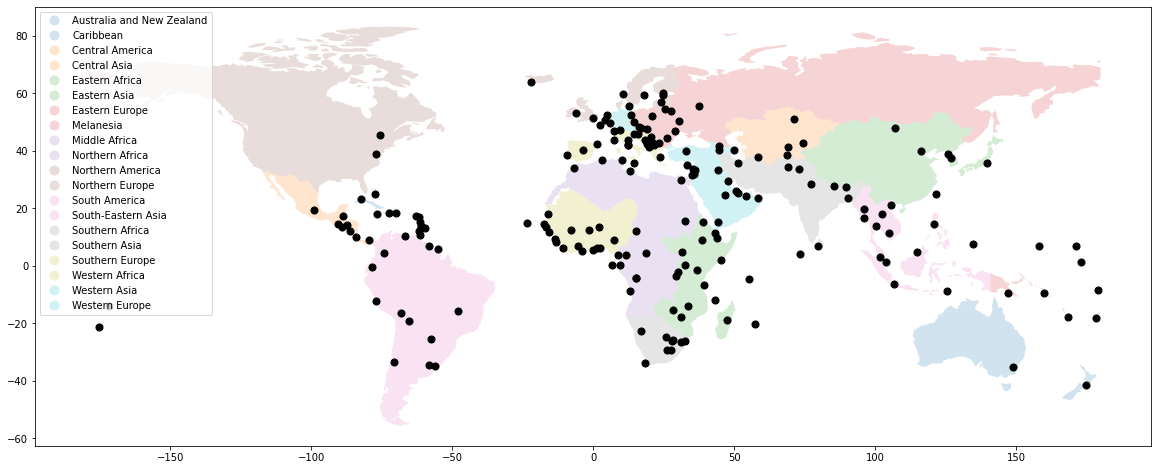 Australia and New Zealand
Caribbean
Central America
Central Asia
Eastern Africa
Eastern Asia
Eastern Europe
Melanesia
Middle Africa
Northern Africa
Northern America
Northern Europe
South America
South-Eastern Asia
Southern Africa
Southern Asia
Southern Europe
Western Africa
Western Asia
Western Europe
80
60
40
20
0
−20
−40
−60
−150
−100
−50
0
50
100
150